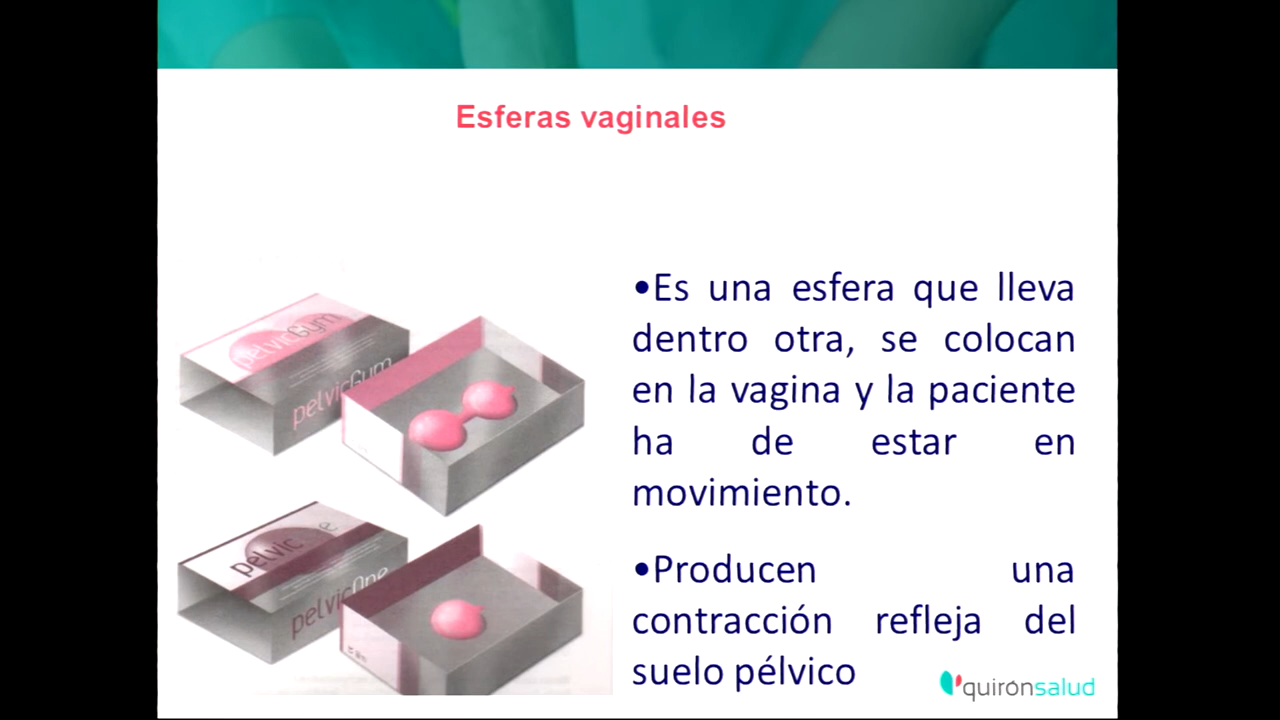 Esferas vaginales
•Es una esfera que lleva
dentro otra, se colocan
en la vagina y la paciente
ha de estar en
movimiento.
•Producen una
contracción refleja del
suelo pélvico
pelvicGym
pelvicGym
pelvic
pelvicOne
quirónsalud